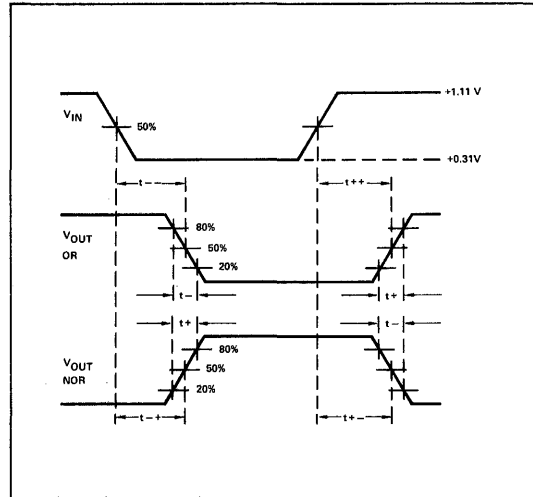 +1.11 V
VIN
50%
+0.31V
t--
t++
VOUT
OR
80%
50%
20%
t-
t+
t+
t-
VOUT
NOR
80%
50%
20%
t-+
t+-